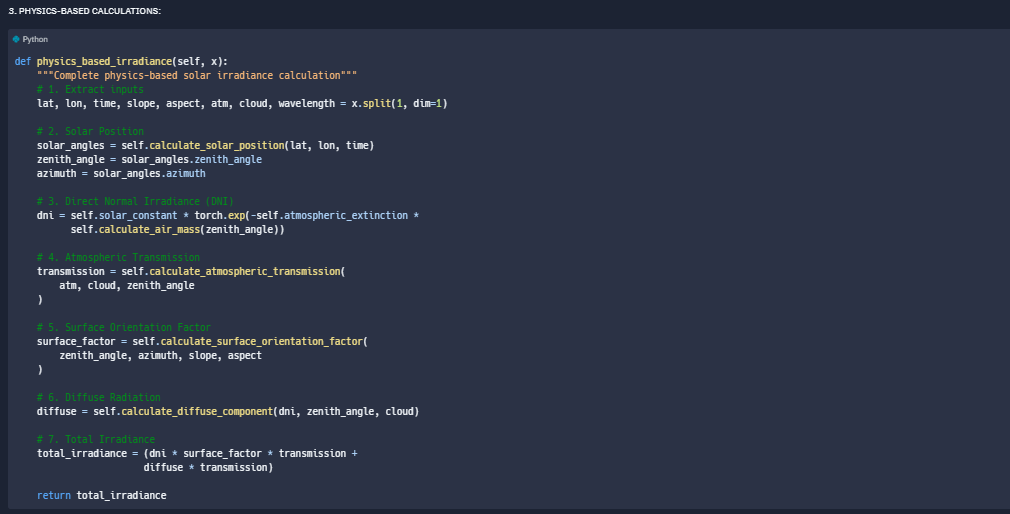 3. PHYSICS-BASED CALCULATIONS:
Python
def physics_based_irradiance(self, x):
    """Complete physics-based solar irradiance calculation"""
    # 1. Extract inputs
    lat, lon, time, slope, aspect, atm, cloud, wavelength = x.split(1, dim=1)

    # 2. Solar Position
    solar_angles = self.calculate_solar_position(lat, lon, time)
    zenith_angle = solar_angles.zenith_angle
    azimuth = solar_angles.azimuth

    # 3. Direct Normal Irradiance (DNI)
    dni = self.solar_constant * torch.exp(-self.atmospheric_extinction *
          self.calculate_air_mass(zenith_angle))

    # 4. Atmospheric Transmission
    transmission = self.calculate_atmospheric_transmission(
        atm, cloud, zenith_angle
    )

    # 5. Surface Orientation Factor
    surface_factor = self.calculate_surface_orientation_factor(
        zenith_angle, azimuth, slope, aspect
    )

    # 6. Diffuse Radiation
    diffuse = self.calculate_diffuse_component(dni, zenith_angle, cloud)

    # 7. Total Irradiance
    total_irradiance = (dni * surface_factor * transmission +
                       diffuse * transmission)

    return total_irradiance